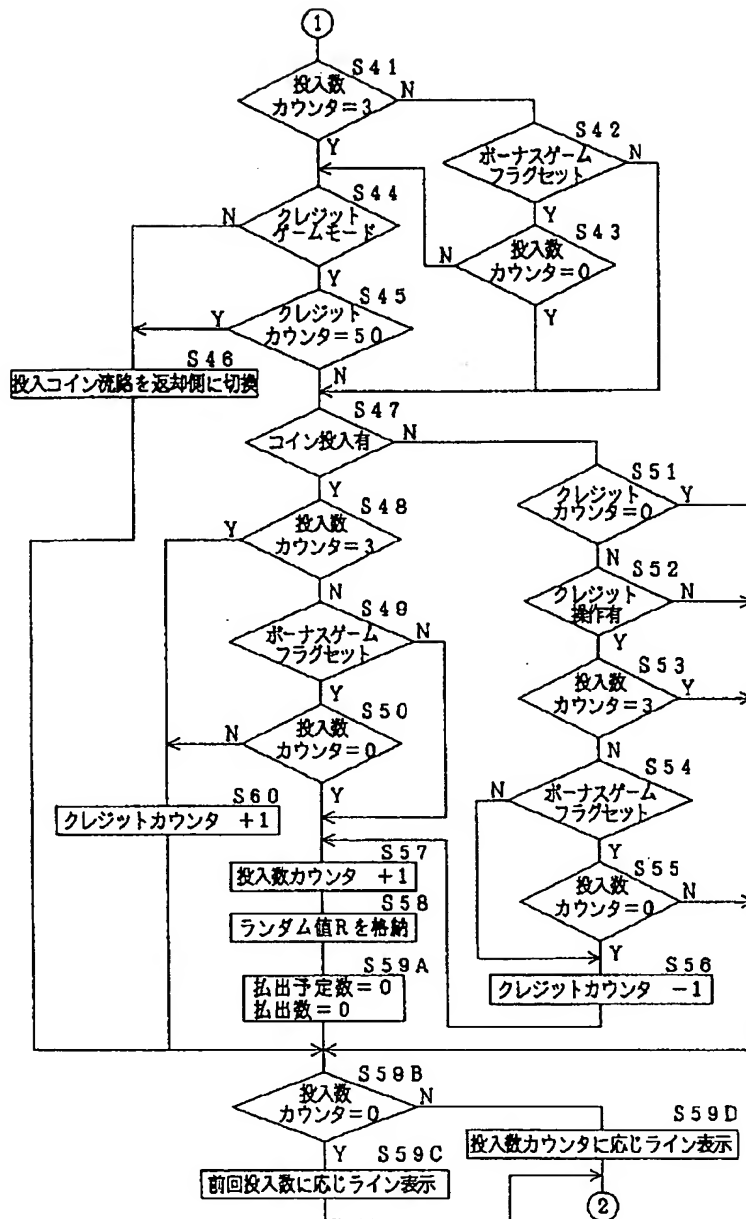 1
S41
投入数
カウンタ=3
N
Y
S42
ボーナスゲーム
フラグセット
N
Y
S43
投入数
カウンタ=0
N
Y
S44
クレジット
ゲームモード
N
Y
S45
クレジット
カウンタ=50
Y
N
S46
投入コイン流路を返却側に切換
S47
コイン投入有
N
Y
S48
投入数
カウンタ=3
Y
N
S49
ボーナスゲーム
フラグセット
N
Y
S50
投入数
カウンタ=0
N
Y
S60
クレジットカウンタ +1
S51
クレジット
カウンタ=0
Y
N
S52
クレジット
操作有
N
Y
S53
投入数
カウンタ=3
Y
N
S54
ボーナスゲーム
フラグセット
N
Y
S55
投入数
カウンタ=0
N
Y
S56
クレジットカウンタ -1
S57
投入数カウンタ +1
S58
ランダム値Rを格納
S59A
払出予定数=0
払出数=0
S59B
投入数
カウンタ=0
N
Y
S59C
前回投入数に応じライン表示
S59D
投入数カウンタに応じライン表示
2